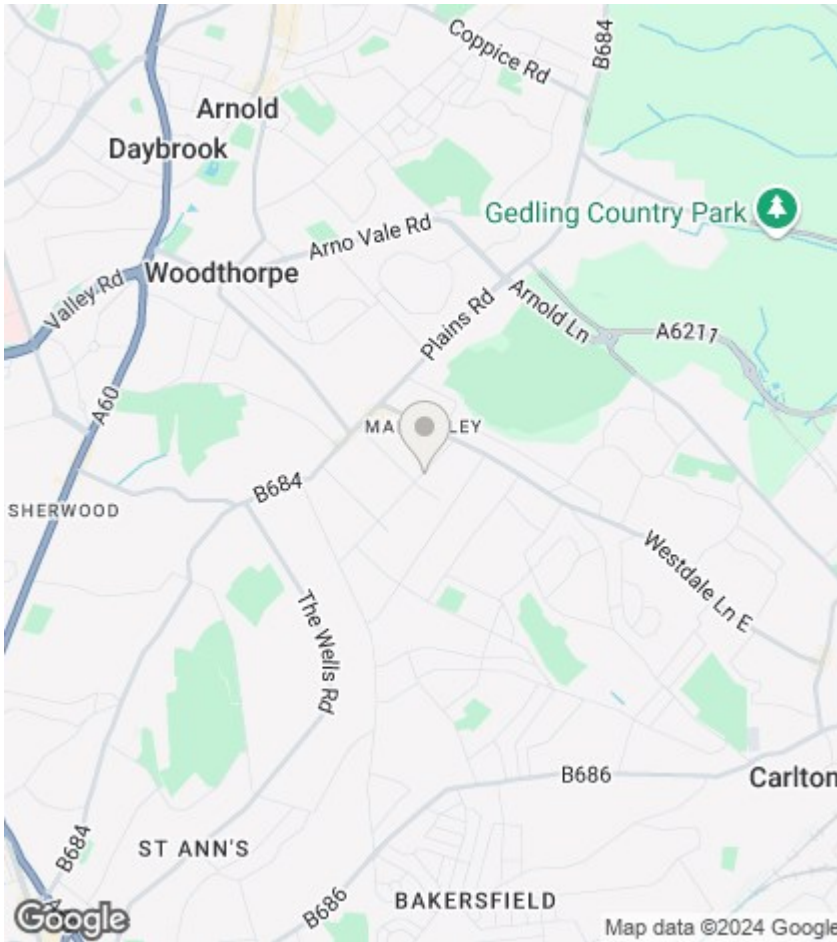 Coppice Rd
B684
Arnold
Daybrook
Gedling Country Park
Arno Vale Rd
Woodthorpe
Valley Rd
Plains Rd
Arnold Ln
A6211
A60
B684
SHERWOOD
Westdale Ln E
The Wells Rd
B686
Carlton
B684
ST ANN'S
B686
BAKERSFIELD
Google
Map data ©2024 Google